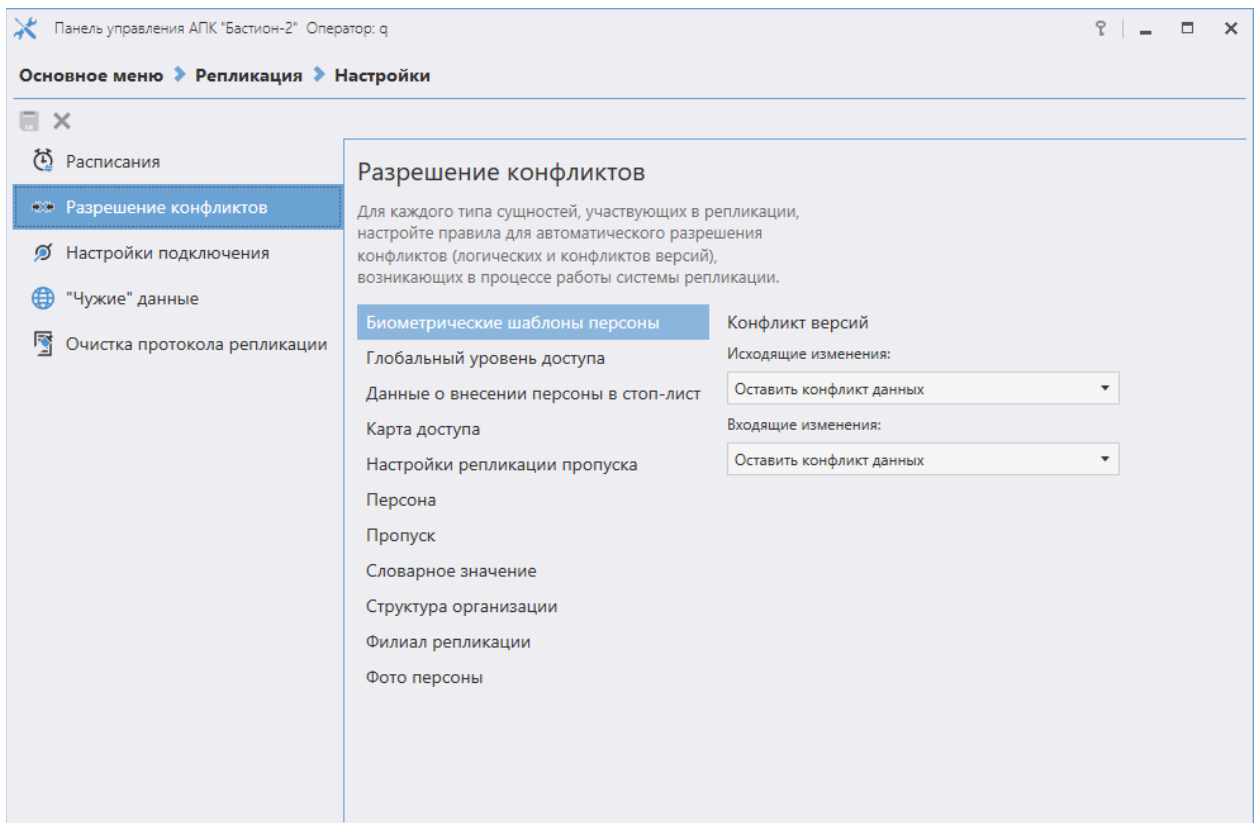 Панель управления АПК "Бастион-2" Оператор: q
Основное меню Репликация Настройки
Расписания
Разрешение конфликтов
Настройки подключения
"Чужие" данные
Очистка протокола репликации
Разрешение конфликтов
Для каждого типа сущностей, участвующих в репликации,
настройте правила для автоматического разрешения
конфликтов (логических и конфликтов версий),
возникающих в процессе работы системы репликации.
Биометрические шаблоны персоны
Глобальный уровень доступа
Данные о внесении персоны в стоп-лист
Карта доступа
Настройки репликации пропуска
Персона
Пропуск
Словарное значение
Структура организации
Филиал репликации
Фото персоны
Конфликт версий
Исходящие изменения:
Оставить конфликт данных
Входящие изменения:
Оставить конфликт данных